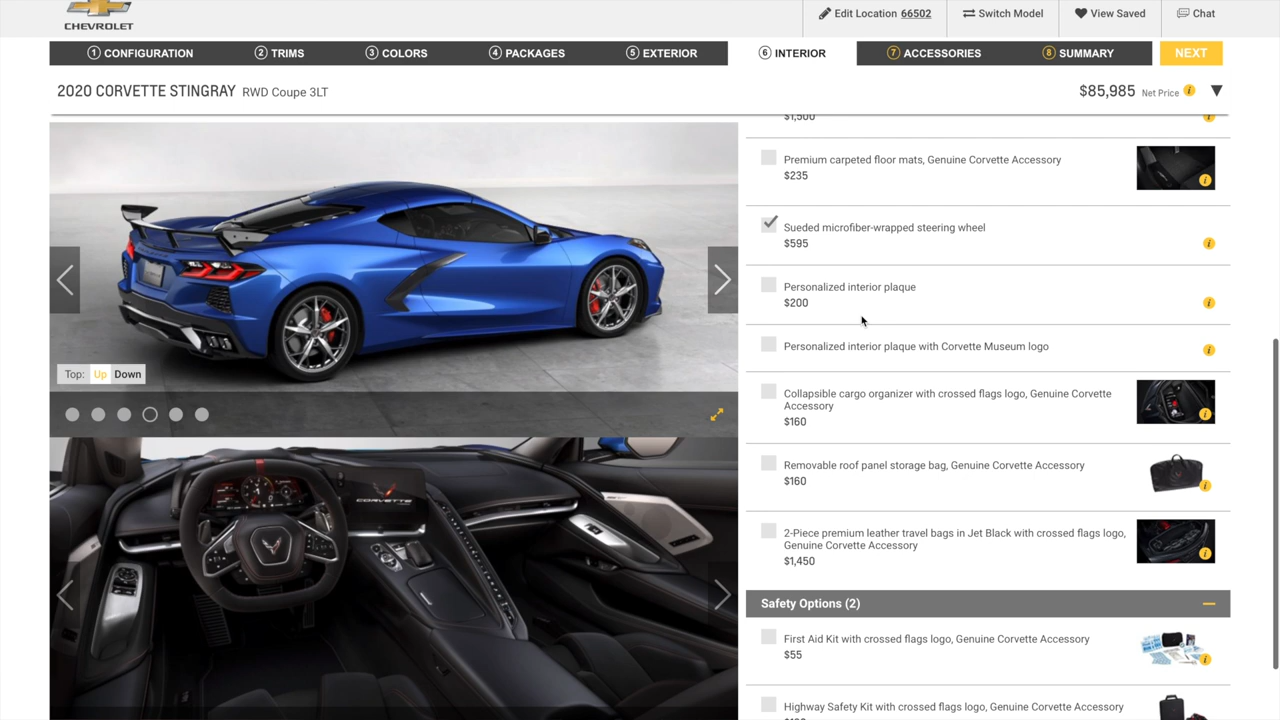 CHEVROLET
Edit Location 66502
Switch Model
View Saved
Chat
1 CONFIGURATION
2 TRIMS
3 COLORS
4 PACKAGES
5 EXTERIOR
6 INTERIOR
7 ACCESSORIES
8 SUMMARY
NEXT
2020 CORVETTE STINGRAY RWD Coupe 3LT
$85,985 Net Price i
$1,500
Premium carpeted floor mats, Genuine Corvette Accessory
$235
Sueded microfiber-wrapped steering wheel
$595
Personalized interior plaque
$200
Personalized interior plaque with Corvette Museum logo
Collapsible cargo organizer with crossed flags logo, Genuine Corvette
Accessory
$160
Removable roof panel storage bag, Genuine Corvette Accessory
$160
2-Piece premium leather travel bags in Jet Black with crossed flags logo,
Genuine Corvette Accessory
$1,450
Safety Options (2)
First Aid Kit with crossed flags logo, Genuine Corvette Accessory
$55
Highway Safety Kit with crossed flags logo, Genuine Corvette Accessory
Top: Up Down
CORVETTE